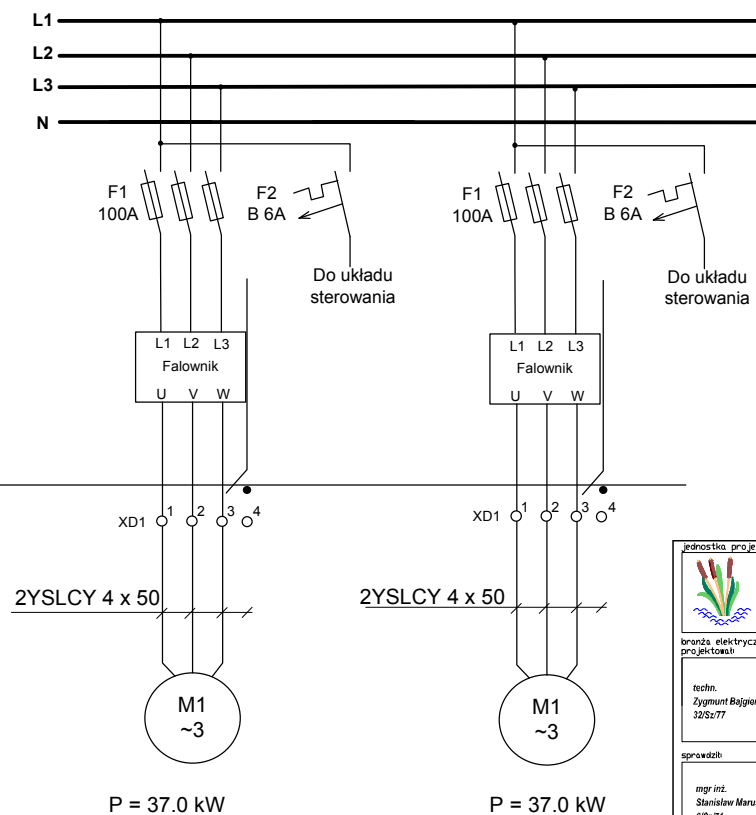 L1
L2
L3
N
F1
100A
F2
B 6A
F1
100A
F2
B 6A
Do układu
sterowania
Do układu
sterowania
L1 L2 L3
Falownik
U V W
L1 L2 L3
Falownik
U V W
XD1 1 2 3 4
XD1 1 2 3 4
2YSLCY 4 x 50
2YSLCY 4 x 50
M1
~3
M1
~3
P = 37.0 kW
P = 37.0 kW
jednostka
branża
projektował:
techn.
Zygmunt
32/Sz/77
sprawdził:
mgr inż.
Stanisław